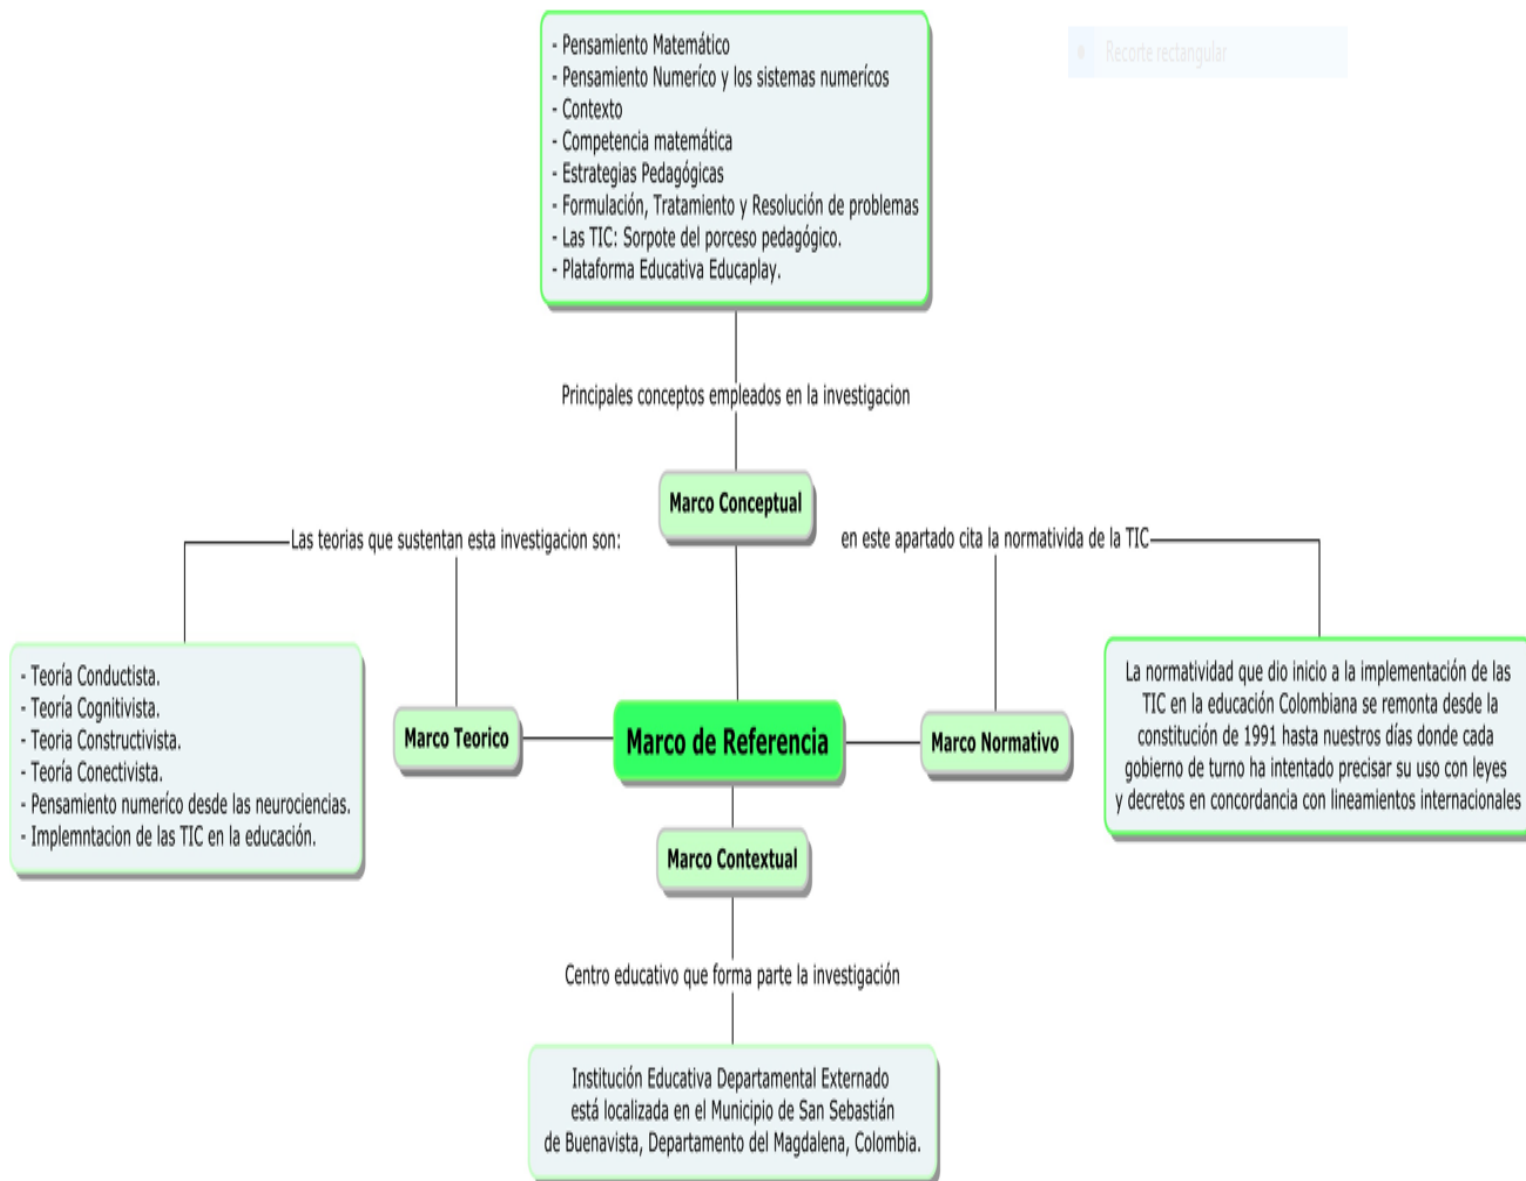 - Pensamiento Matemático
- Pensamiento Numeríco y los sistemas numerícos
- Contexto
- Competencia matemática
- Estrategias Pedagógicas
- Formulación, Tratamiento y Resolución de problemas
- Las TIC: Sorpote del porceso pedagógico.
- Plataforma Educativa Educaplay.
Recorte rectangular
Principales conceptos empleados en la investigacion
Marco Conceptual
Las teorias que sustentan esta investigacion son:
en este apartado cita la normativida de la TIC
- Teoría Conductista.
- Teoría Cognitivista.
- Teoria Constructivista.
- Teoría Conectivista.
- Pensamiento numeríco desde las neurociencias.
- Implemntacion de las TIC en la educación.
Marco Teorico
Marco de Referencia
Marco Normativo
La normatividad que dio inicio a la implementación de las
TIC en la educación Colombiana se remonta desde la
constitución de 1991 hasta nuestros días donde cada
gobierno de turno ha intentado precisar su uso con leyes
y decretos en concordancia con lineamientos internacionales
Marco Contextual
Centro educativo que forma parte la investigación
Institución Educativa Departamental Externado
está localizada en el Municipio de San Sebastián
de Buenavista, Departamento del Magdalena, Colombia.